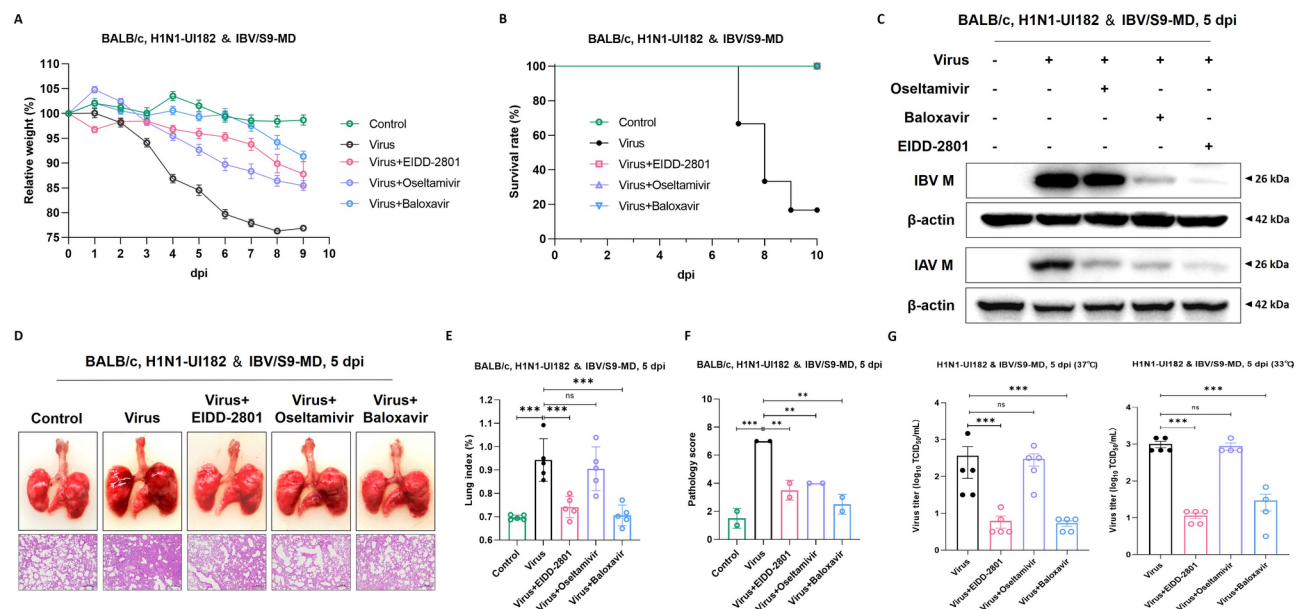 A
BALB/c, H1N1-UI182 & IBV/S9-MD
Relative weight (%)
110
105
100
95
90
85
80
75
0 1 2 3 4 5 6 7 8 9 10
dpi
Control
Virus
Virus+EIDD-2801
Virus+Oseltamivir
Virus+Baloxavir
B
BALB/c, H1N1-UI182 & IBV/S9-MD
Survival rate (%)
100
80
60
40
20
0
0 2 4 6 8 10
dpi
Control
Virus
Virus+EIDD-2801
Virus+Oseltamivir
Virus+Baloxavir
C
BALB/c, H1N1-UI182 & IBV/S9-MD, 5 dpi
Virus - + + + +
Oseltamivir - - + - -
Baloxavir - - - + -
EIDD-2801 - - - - +
IBV M ◄ 26 kDa
β-actin ◄ 42 kDa
IAV M ◄ 26 kDa
β-actin ◄ 42 kDa
D
BALB/c, H1N1-UI182 & IBV/S9-MD, 5 dpi
Control Virus Virus+ EIDD-2801 Virus+ Oseltamivir Virus+ Baloxavir
E
BALB/c, H1N1-UI182 & IBV/S9-MD, 5 dpi
Lung index (%)
1.2
1.1
1.0
0.9
0.8
0.7
0.6
***
ns
*** ***
Control
Virus
Virus+EIDD-2801
Virus+Oseltamivir
Virus+Baloxavir
F
BALB/c, H1N1-UI182 & IBV/S9-MD, 5 dpi
Pathology score
10
8
6
4
2
0
**
**
*** **
Control
Virus
Virus+EIDD-2801
Virus+Oseltamivir
Virus+Baloxavir
G
H1N1-UI182 & IBV/S9-MD, 5 dpi (37℃)
Virus titer (log10 TCID50/mL)
4
3
2
1
0
***
ns
***
Virus
Virus+EIDD-2801
Virus+Oseltamivir
Virus+Baloxavir
H1N1-UI182 & IBV/S9-MD, 5 dpi (33℃)
Virus titer (log10 TCID50/mL)
4
3
2
1
0
***
ns
***
Virus
Virus+EIDD-2801
Virus+Oseltamivir
Virus+Baloxavir